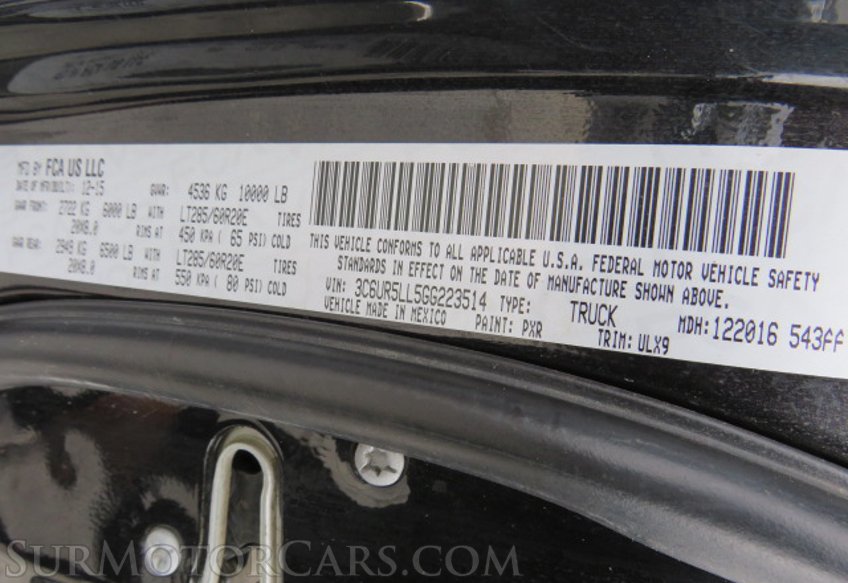 MFD BY FCA US LLC
DATE OF MFR/BUILT: 12-15 GVWR: 4536 KG 10000 LB
GAWR FRONT: 2722 KG 6000 LB WITH LT285/60R20E TIRES
20X8.0 RIMS AT 450 KPA ( 65 PSI) COLD
GAWR REAR: 2948 KG 6500 LB WITH LT285/60R20E TIRES
20X8.0 RIMS AT 550 KPA ( 80 PSI) COLD
THIS VEHICLE CONFORMS TO ALL APPLICABLE U.S.A. FEDERAL MOTOR VEHICLE SAFETY
STANDARDS IN EFFECT ON THE DATE OF MANUFACTURE SHOWN ABOVE.
VIN: 3C6UR5LL5GG223514 TYPE: TRUCK MDH: 122016 543FF
VEHICLE MADE IN MEXICO PAINT: PXR TRIM: ULX9
SURMOTORCARS.COM